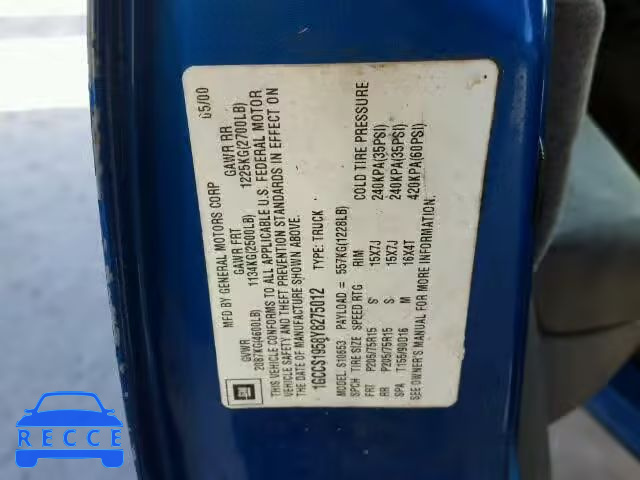 MFD BY GENERAL MOTORS CORP 05/00
GVWR GAWR FRT GAWR RR
2087KG(4600LB) 1134KG(2500LB) 1225KG(2700LB)
THIS VEHICLE CONFORMS TO ALL APPLICABLE U.S. FEDERAL MOTOR
VEHICLE SAFETY AND THEFT PREVENTION STANDARDS IN EFFECT ON
THE DATE OF MANUFACTURE SHOWN ABOVE.
1GCCS1958Y8275012 TYPE: TRUCK
MODEL: S10653 PAYLOAD = 557KG(1228LB)
SPCH TIRE SIZE SPEED RTG RIM COLD TIRE PRESSURE
FRT P205/75R15 S 15X7J 240KPA(35PSI)
RR P205/75R15 S 15X7J 240KPA(35PSI)
SPA T155/90D16 M 16X4T 420KPA(60PSI)
SEE OWNER'S MANUAL FOR MORE INFORMATION.
GM
RECCE